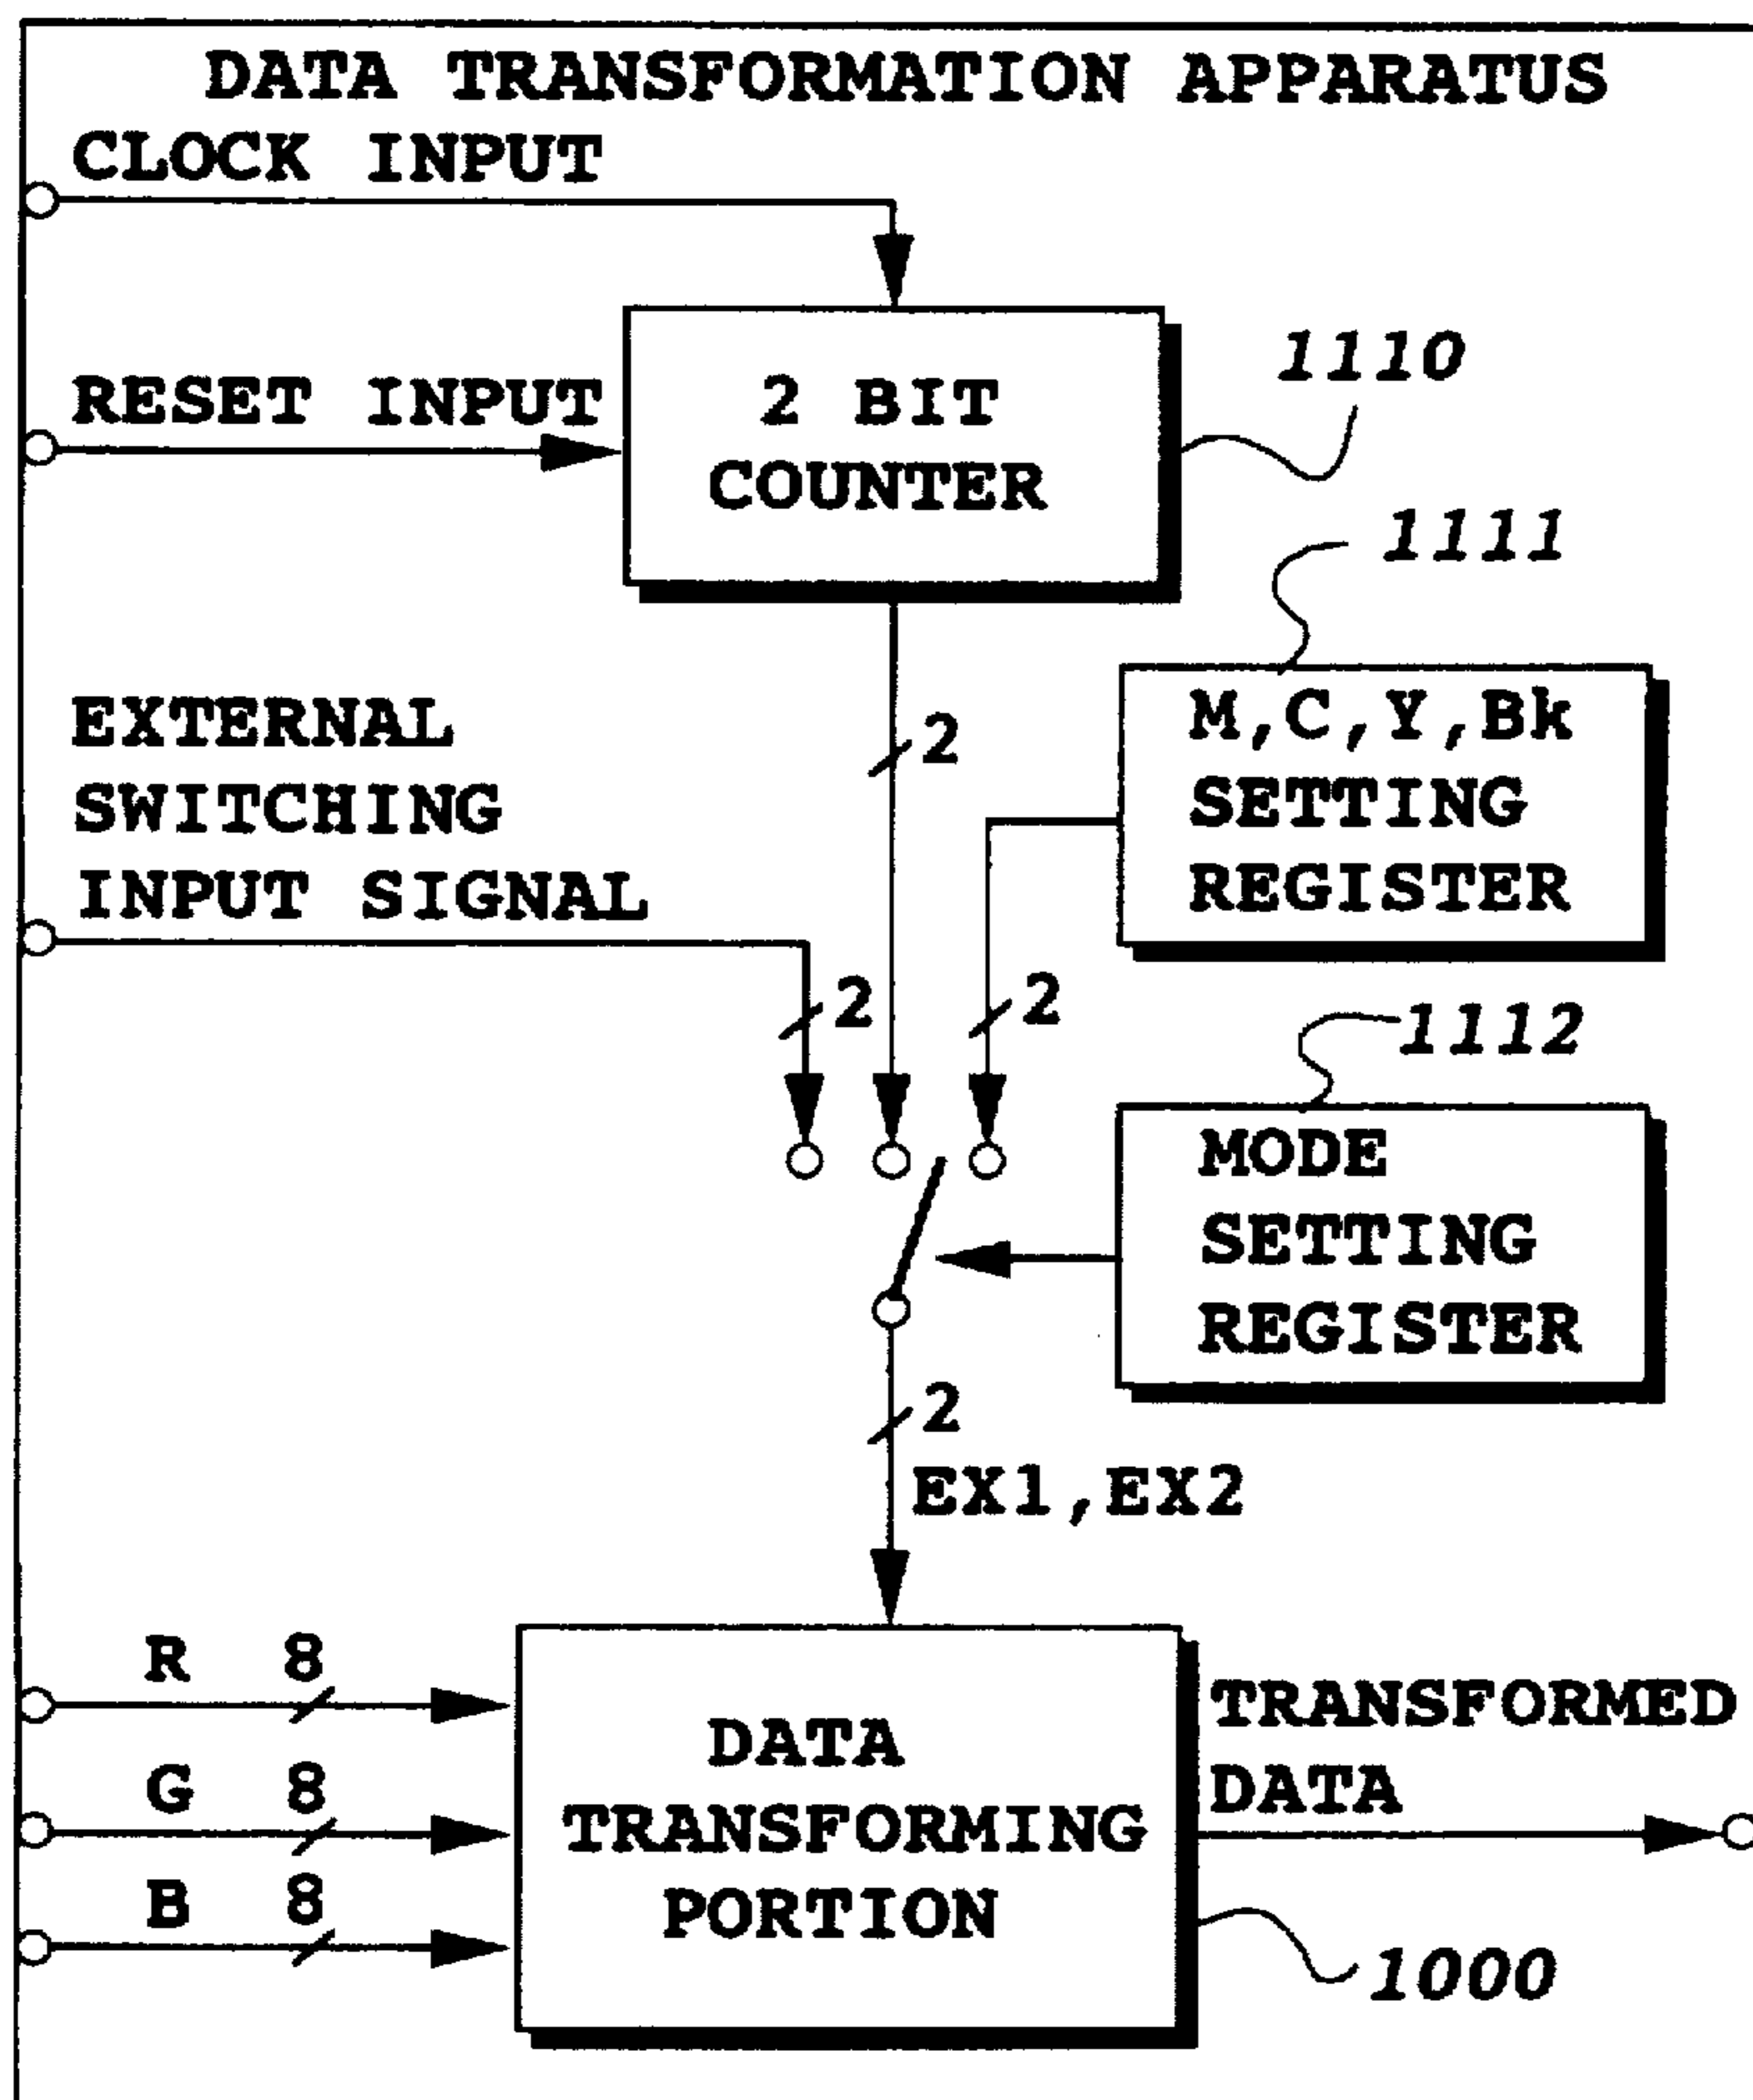 DATA TRANSFORMATION APPARATUS
CLOCK INPUT
RESET INPUT
2 BIT
COUNTER
1110
1111
EXTERNAL
SWITCHING
INPUT SIGNAL
2
M,C,Y,Bk
SETTING
REGISTER
2
2
1112
MODE
SETTING
REGISTER
2
EX1,EX2
R 8
G 8
B 8
DATA
TRANSFORMING
PORTION
TRANSFORMED
DATA
1000